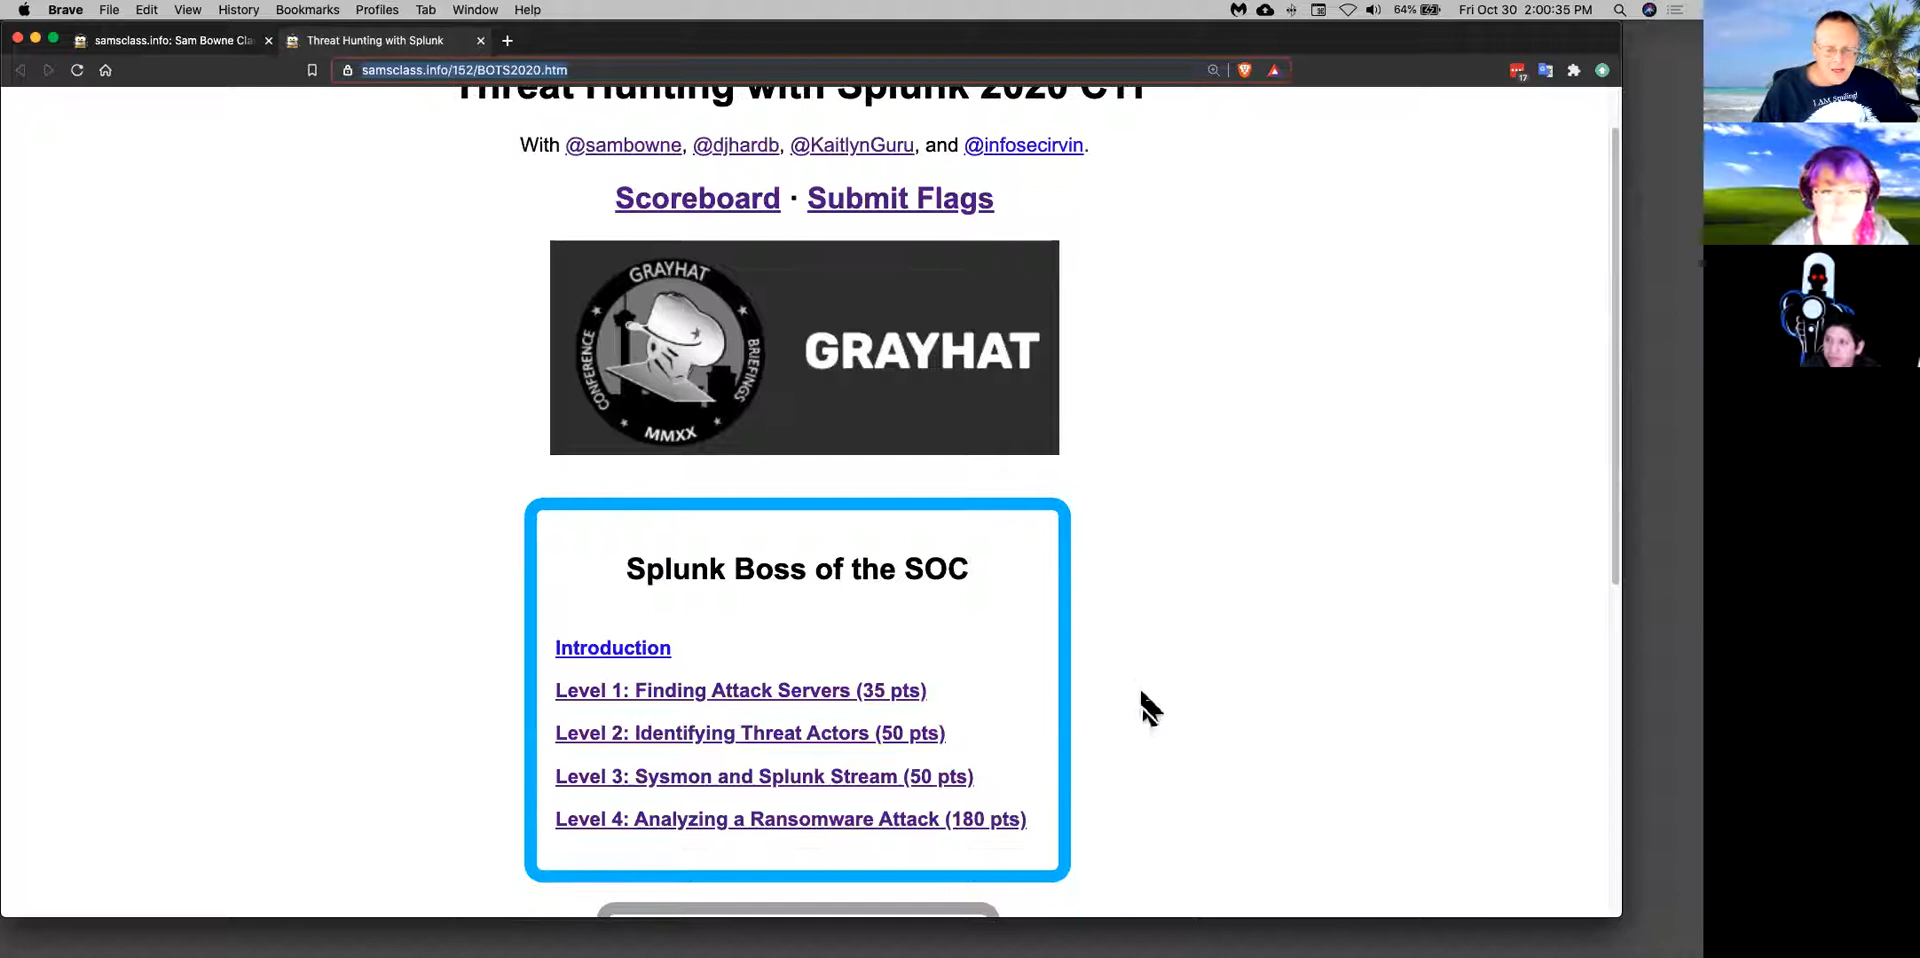 Brave File Edit View History Bookmarks Profiles Tab Window Help 64% Fri Oct 30 2:00:35 PM
samsclass.info: Sam Bowne Cla
Threat Hunting with Splunk
samsclass.info/152/BOTS2020.htm
17
Threat Hunting with Splunk 2020 CTF
With @sambowne, @djhardb, @KaitlynGuru, and @infosecirvin.
Scoreboard · Submit Flags
GRAYHAT
CONFERENCE
BRIEFINGS
MMXX
GRAYHAT
Splunk Boss of the SOC
Introduction
Level 1: Finding Attack Servers (35 pts)
Level 2: Identifying Threat Actors (50 pts)
Level 3: Sysmon and Splunk Stream (50 pts)
Level 4: Analyzing a Ransomware Attack (180 pts)
I AM Smiling!